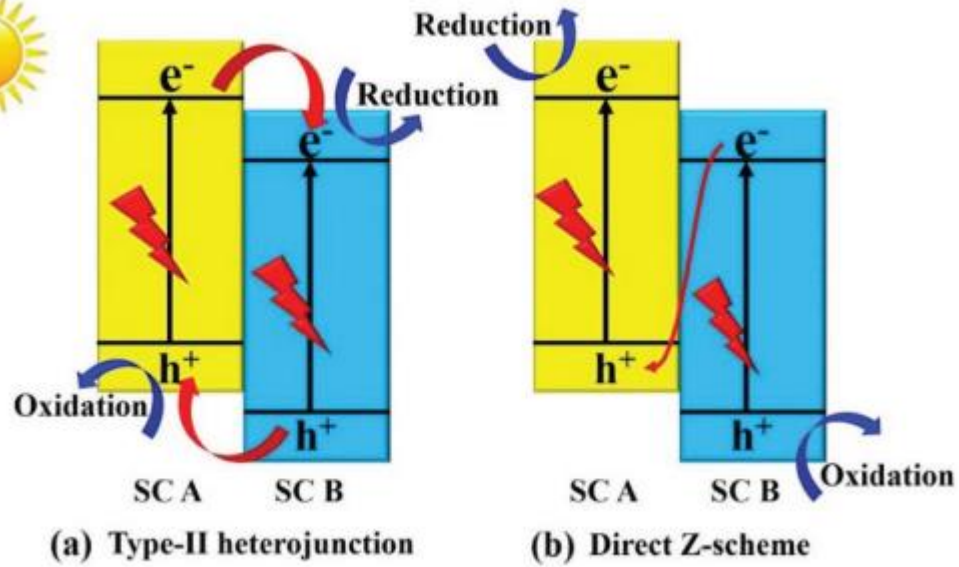 Reduction
e⁻
e⁻
Reduction
e⁻
e⁻
h⁺
h⁺
Oxidation
h⁺
h⁺
Oxidation
SC A
SC B
SC A
SC B
(a) Type-II heterojunction
(b) Direct Z-scheme